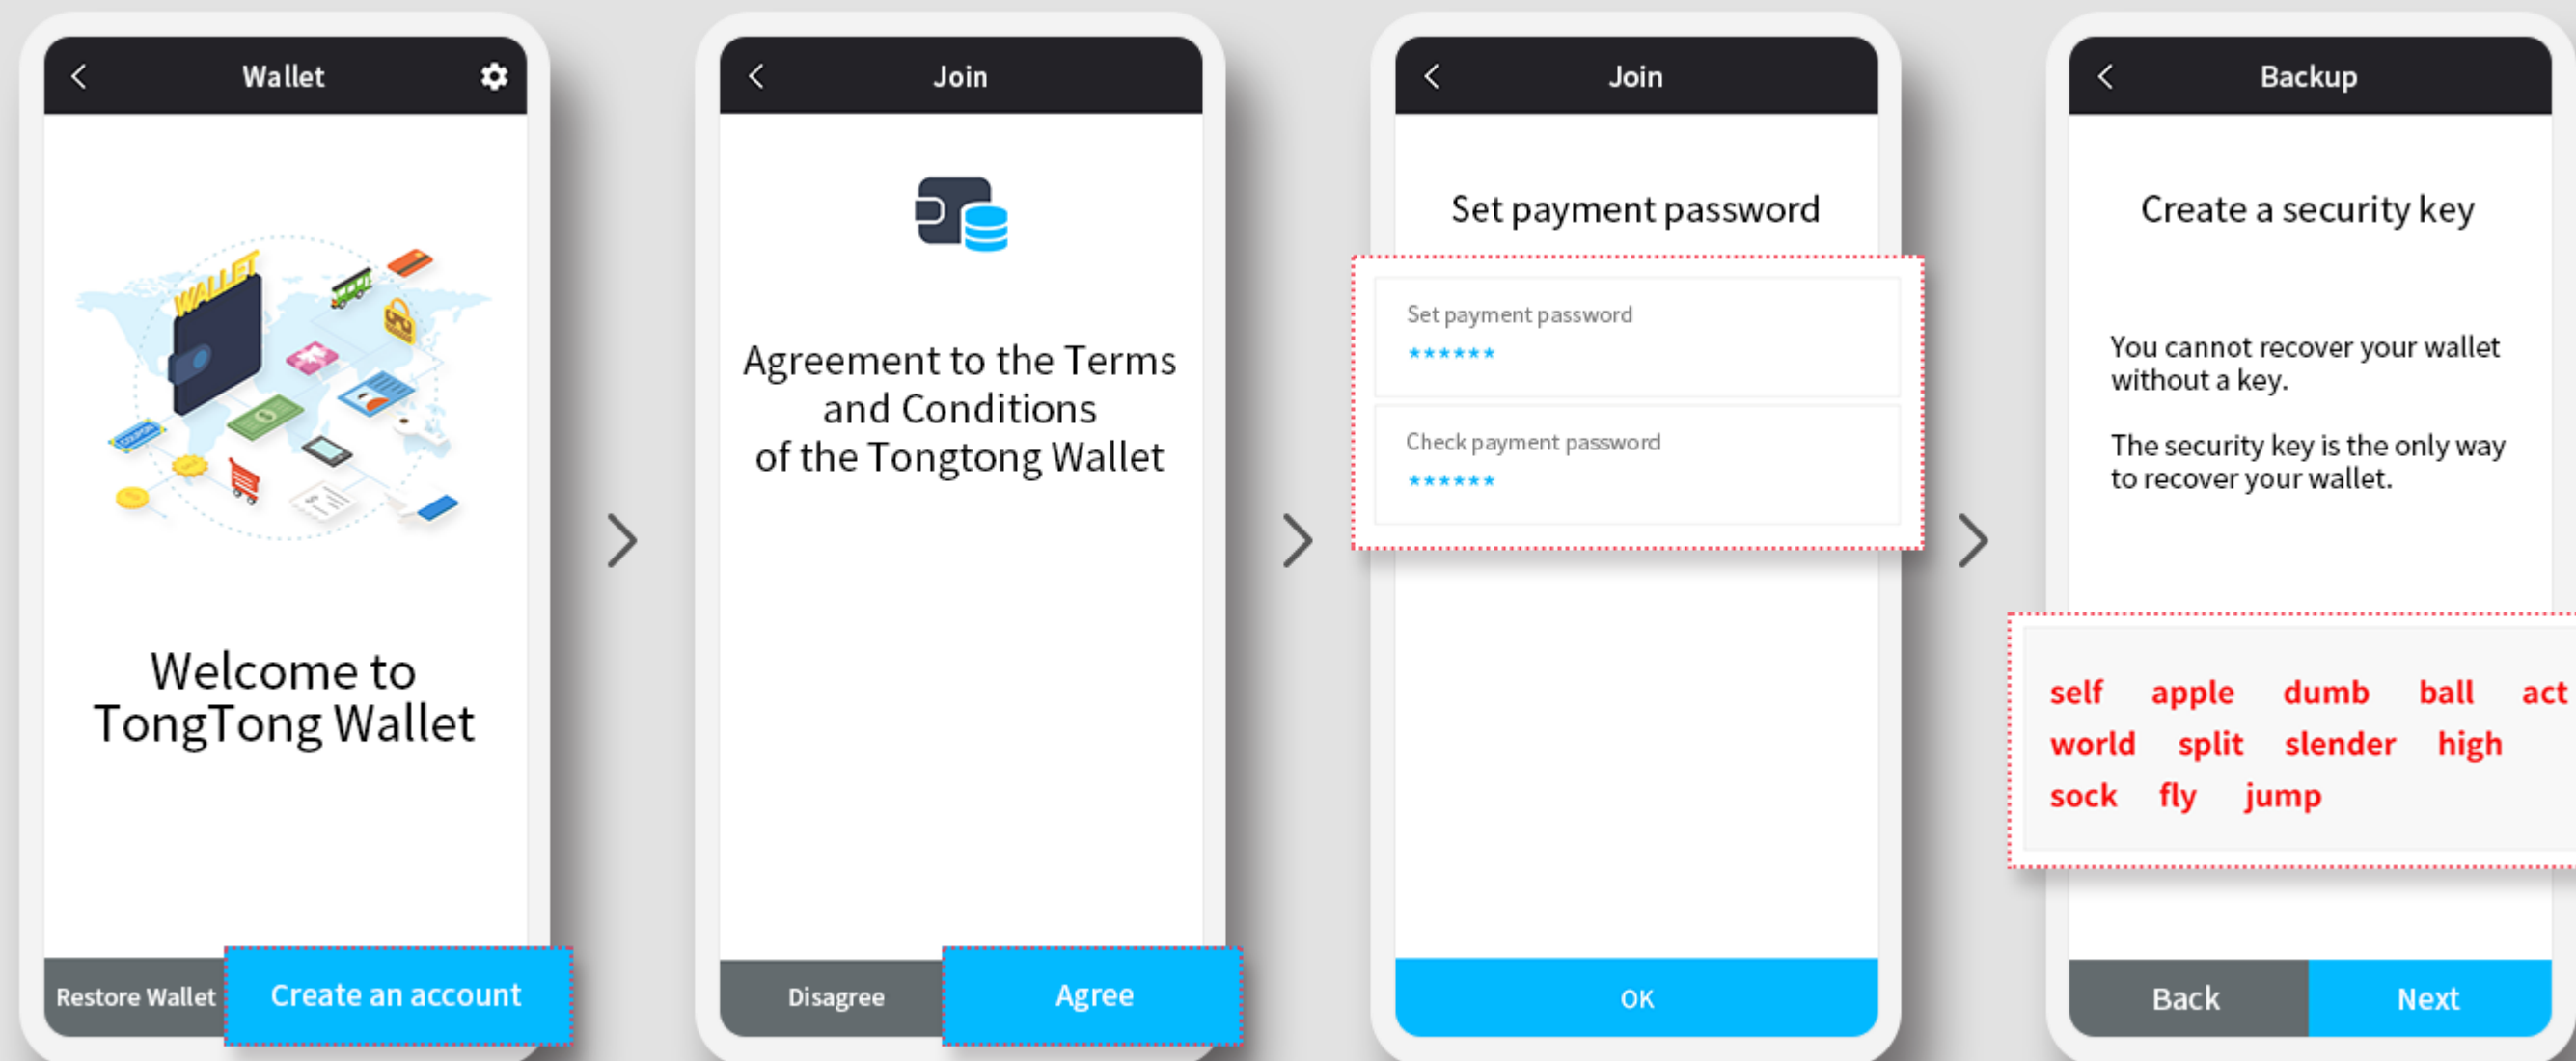 Wallet
WALLET
COUPON
Welcome to
TongTong Wallet
Restore Wallet
Create an account
Join
Agreement to the Terms
and Conditions
of the Tongtong Wallet
Disagree
Agree
Join
Set payment password
Set payment password
******
Check payment password
******
OK
Backup
Create a security key
You cannot recover your wallet
without a key.
The security key is the only way
to recover your wallet.
self apple dumb ball act
world split slender high
sock fly jump
Back
Next